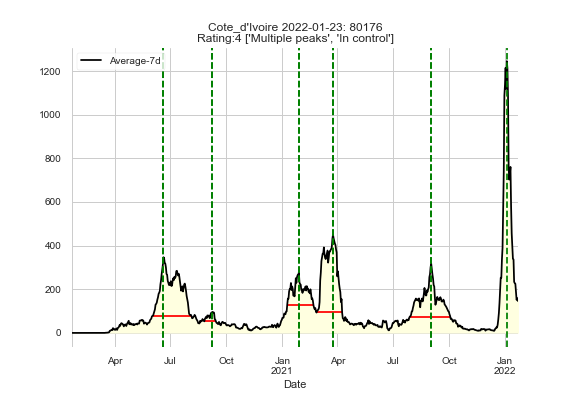 Cote_d'Ivoire 2022-01-23: 80176
Rating:4 ['Multiple peaks', 'In control']
Average-7d
1200
1000
800
600
400
200
0
Apr Jul Oct Jan Apr Jul Oct Jan
2021 2022
Date